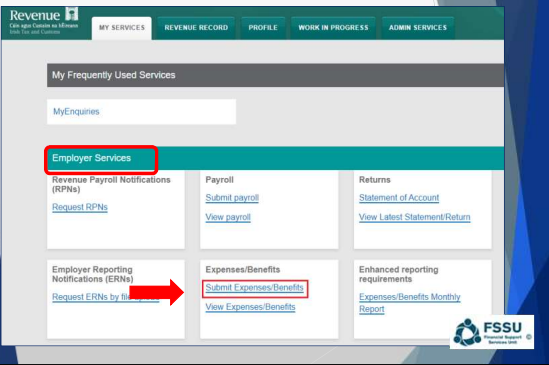 Revenue
Cáin agus Custaim na hÉireann
Irish Tax and Customs
MY SERVICES
REVENUE RECORD
PROFILE
WORK IN PROGRESS
ADMIN SERVICES
My Frequently Used Services
MyEnquiries
Employer Services
Revenue Payroll Notifications
(RPNs)
Request RPNs
Payroll
Submit payroll
View payroll
Returns
Statement of Account
View Latest Statement/Return
Employer Reporting
Notifications (ERNs)
Request ERNs by
Expenses/Benefits
Submit Expenses/Benefits
View Expenses/Benefits
Enhanced reporting
requirements
Expenses/Benefits Monthly
Report
FSSU ©
Financial Support
Services Unit